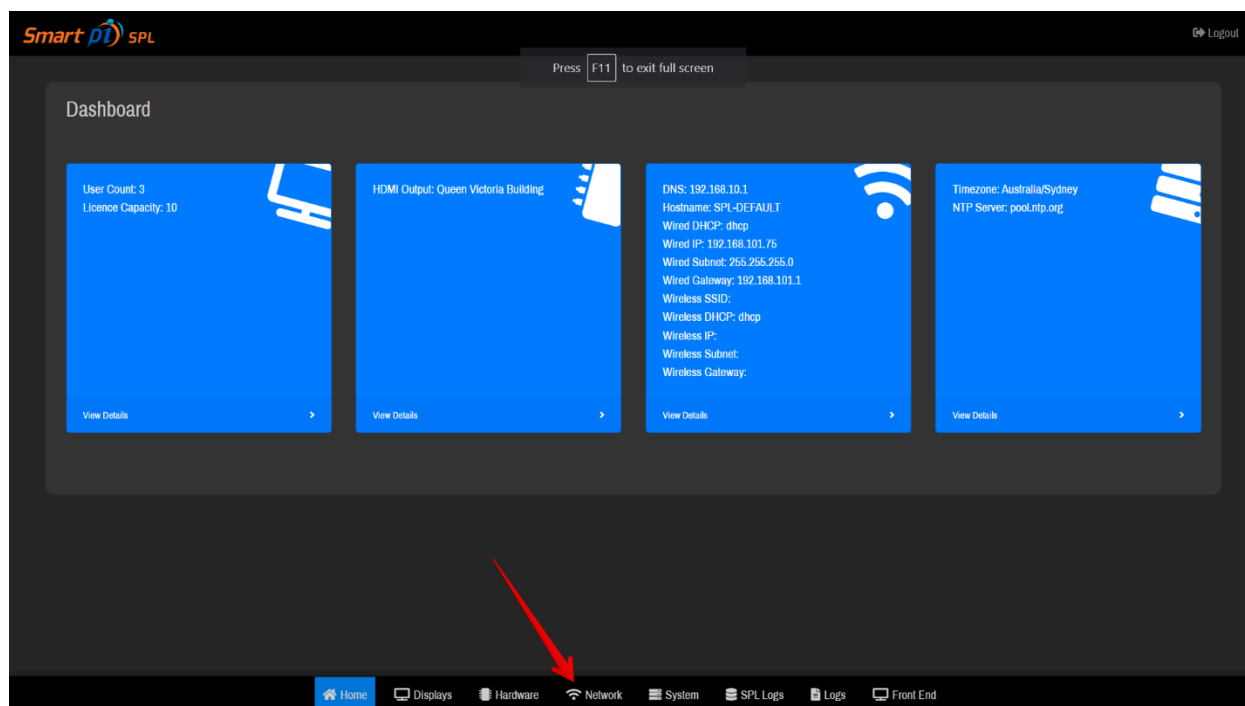 Smart pi SPL
Logout
Press F11 to exit full screen
Dashboard
User Count: 3
Licence Capacity: 10
View Details
HDMI Output: Queen Victoria Building
View Details
DNS: 192.168.10.1
Hostname: SPL-DEFAULT
Wired DHCP: dhcp
Wired IP: 192.168.101.75
Wired Subnet: 255.255.255.0
Wired Gateway: 192.168.101.1
Wireless SSID:
Wireless DHCP: dhcp
Wireless IP:
Wireless Subnet:
Wireless Gateway:
View Details
Timezone: Australia/Sydney
NTP Server: pool.ntp.org
View Details
Home Displays Hardware Network System SPL Logs Logs Front End